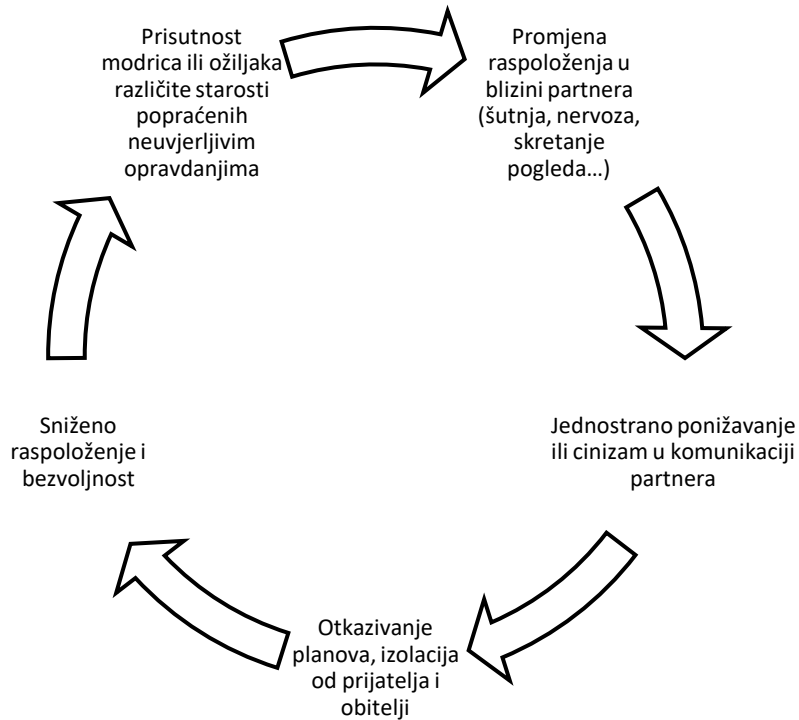 Prisutnost
modrica ili ožiljaka
različite starosti
popraćenih
neuvjerljivim
opravdanjima
Promjena
raspoloženja u
blizini partnera
(šutnja, nervoza,
skretanje
pogleda…)
Jednostrano ponižavanje
ili cinizam u komunikaciji
partnera
Otkazivanje
planova, izolacija
od prijatelja i
obitelji
Sniženo
raspoloženje i
bezvoljnost